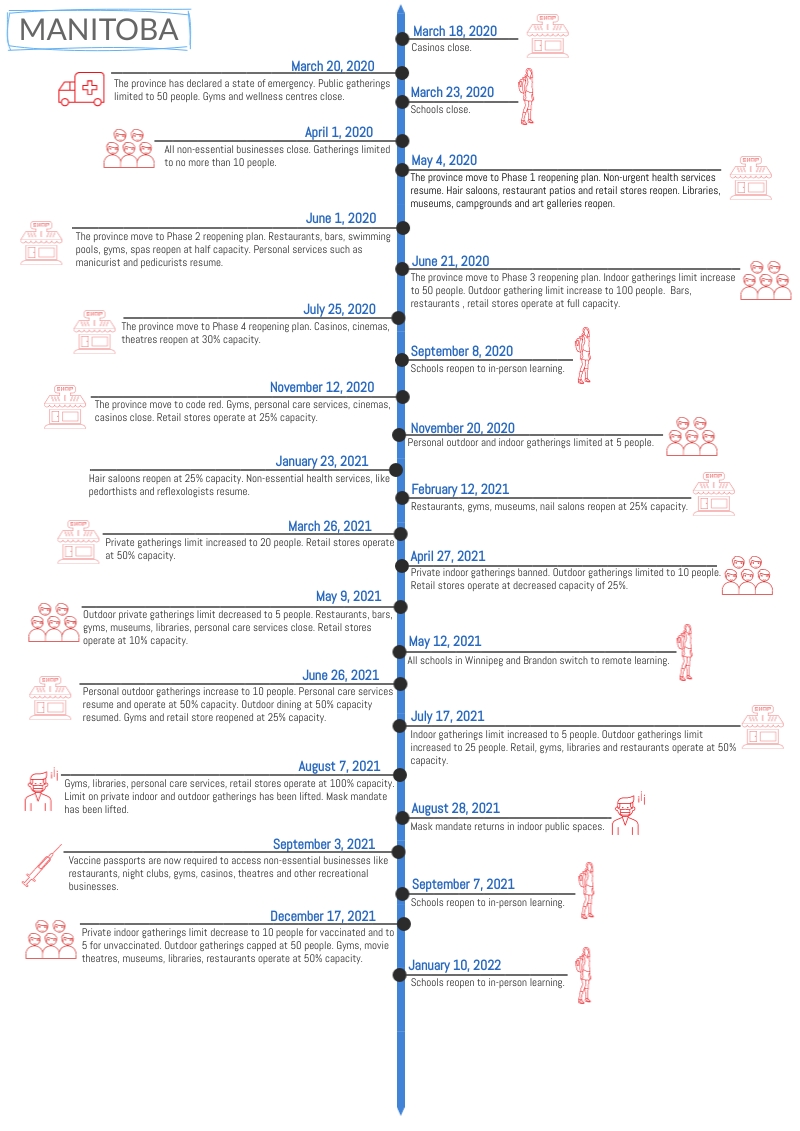 MANITOBA
March 18, 2020
Casinos close.
March 20, 2020
The province has declared a state of emergency. Public gatherings
limited to 50 people. Gyms and wellness centres close.
March 23, 2020
Schools close.
April 1, 2020
All non-essential businesses close. Gatherings limited
to no more than 10 people.
May 4, 2020
The province move to Phase 1 reopening plan. Non-urgent health services
resume. Hair saloons, restaurant patios and retail stores reopen. Libraries,
museums, campgrounds and art galleries reopen.
June 1, 2020
The province move to Phase 2 reopening plan. Restaurants, bars, swimming
pools, gyms, spas reopen at half capacity. Personal services such as
manicurist and pedicurists resume.
June 21, 2020
The province move to Phase 3 reopening plan. Indoor gatherings limit increase
to 50 people. Outdoor gathering limit increase to 100 people. Bars,
restaurants , retail stores operate at full capacity.
July 25, 2020
The province move to Phase 4 reopening plan. Casinos, cinemas,
theatres reopen at 30% capacity.
September 8, 2020
Schools reopen to in-person learning.
November 12, 2020
The province move to code red. Gyms, personal care services, cinemas,
casinos close. Retail stores operate at 25% capacity.
November 20, 2020
Personal outdoor and indoor gatherings limited at 5 people.
January 23, 2021
Hair saloons reopen at 25% capacity. Non-essential health services, like
pedorthists and reflexologists resume.
February 12, 2021
Restaurants, gyms, museums, nail salons reopen at 25% capacity.
March 26, 2021
Private gatherings limit increased to 20 people. Retail stores operate
at 50% capacity.
April 27, 2021
Private indoor gatherings banned. Outdoor gatherings limited to 10 people.
Retail stores operate at decreased capacity of 25%.
May 9, 2021
Outdoor private gatherings limit decreased to 5 people. Restaurants, bars,
gyms, museums, libraries, personal care services close. Retail stores
operate at 10% capacity.
May 12, 2021
All schools in Winnipeg and Brandon switch to remote learning.
June 26, 2021
Personal outdoor gatherings increase to 10 people. Personal care services
resume and operate at 50% capacity. Outdoor dining at 50% capacity
resumed. Gyms and retail store reopened at 25% capacity.
July 17, 2021
Indoor gatherings limit increased to 5 people. Outdoor gatherings limit
increased to 25 people. Retail, gyms, libraries and restaurants operate at 50%
capacity.
August 7, 2021
Gyms, libraries, personal care services, retail stores operate at 100% capacity.
Limit on private indoor and outdoor gatherings has been lifted. Mask mandate
has been lifted.
August 28, 2021
Mask mandate returns in indoor public spaces.
September 3, 2021
Vaccine passports are now required to access non-essential businesses like
restaurants, night clubs, gyms, casinos, theatres and other recreational
businesses.
September 7, 2021
Schools reopen to in-person learning.
December 17, 2021
Private indoor gatherings limit decrease to 10 people for vaccinated and to
5 for unvaccinated. Outdoor gatherings capped at 50 people. Gyms, movie
theatres, museums, libraries, restaurants operate at 50% capacity.
January 10, 2022
Schools reopen to in-person learning.
SHOP
SHOP
SHOP
SHOP
SHOP
SHOP
SHOP
SHOP
SHOP